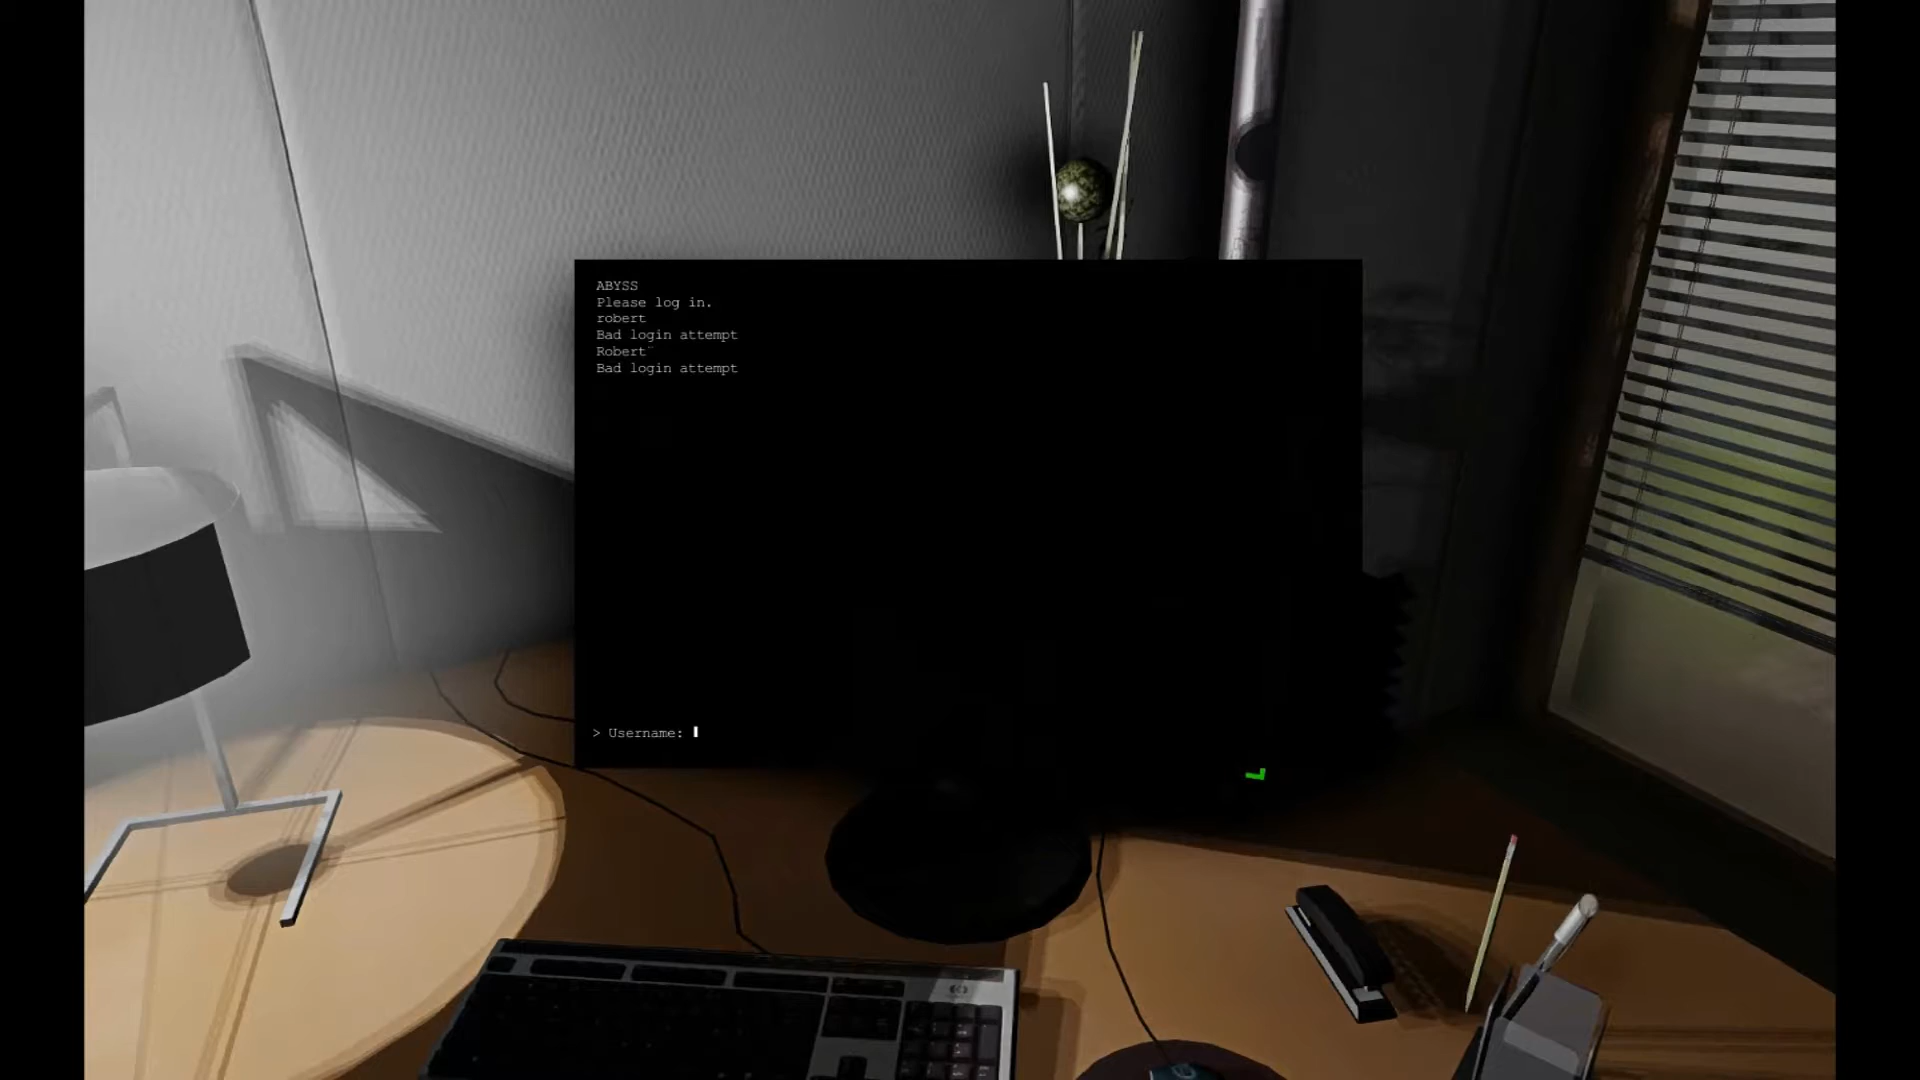 ABYSS
Please log in.
robert
Bad login attempt
Robert¨
Bad login attempt
> Username: